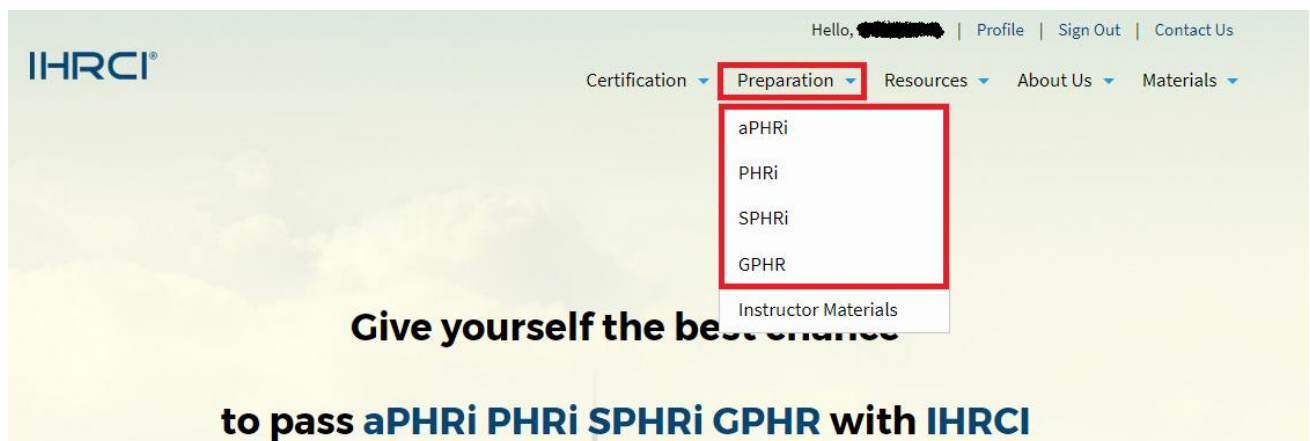 Hello, | Profile | Sign Out | Contact Us
IHRCI®
Certification Preparation Resources About Us Materials
aPHRi
PHRi
SPHRi
GPHR
Instructor Materials
Give yourself the best chance
to pass aPHRi PHRi SPHRi GPHR with IHRCI